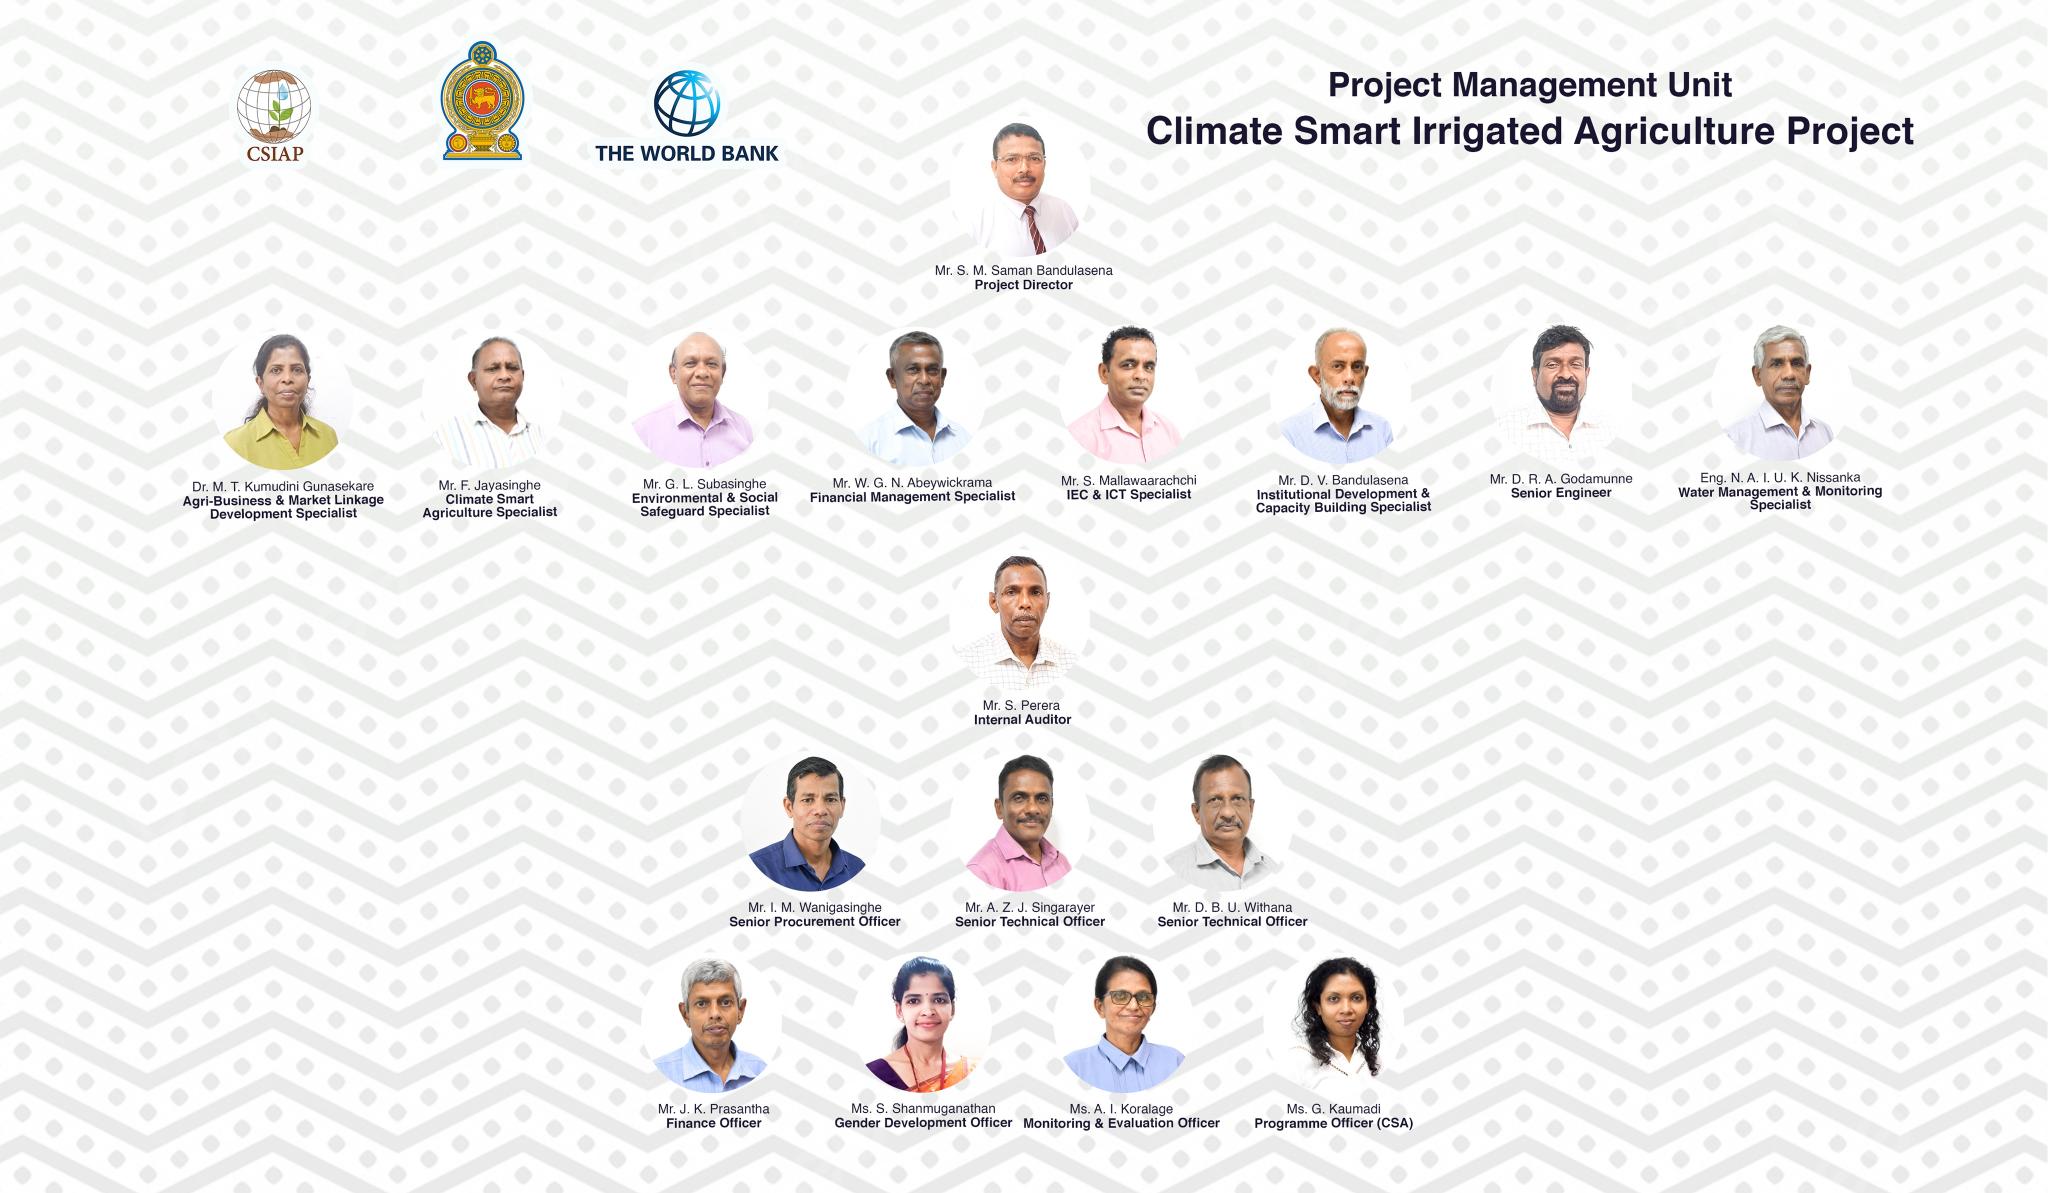 CSIAP
THE WORLD BANK
Project Management Unit
Climate Smart Irrigated Agriculture Project
Mr. S. M. Saman Bandulasena
Project Director
Dr. M. T. Kumudini Gunasekare
Agri-Business & Market Linkage
Development Specialist
Mr. F. Jayasinghe
Climate Smart
Agriculture Specialist
Mr. G. L. Subasinghe
Environmental & Social
Safeguard Specialist
Mr. W. G. N. Abeywickrama
Financial Management Specialist
Mr. S. Mallawaarachchi
IEC & ICT Specialist
Mr. D. V. Bandulasena
Institutional Development &
Capacity Building Specialist
Mr. D. R. A. Godamunne
Senior Engineer
Eng. N. A. I. U. K. Nissanka
Water Management & Monitoring
Specialist
Mr. S. Perera
Internal Auditor
Mr. I. M. Wanigasinghe
Senior Procurement Officer
Mr. A. Z. J. Singarayer
Senior Technical Officer
Mr. D. B. U. Withana
Senior Technical Officer
Mr. J. K. Prasantha
Finance Officer
Ms. S. Shanmuganathan
Gender Development Officer
Ms. A. I. Koralage
Monitoring & Evaluation Officer
Ms. G. Kaumadi
Programme Officer (CSA)